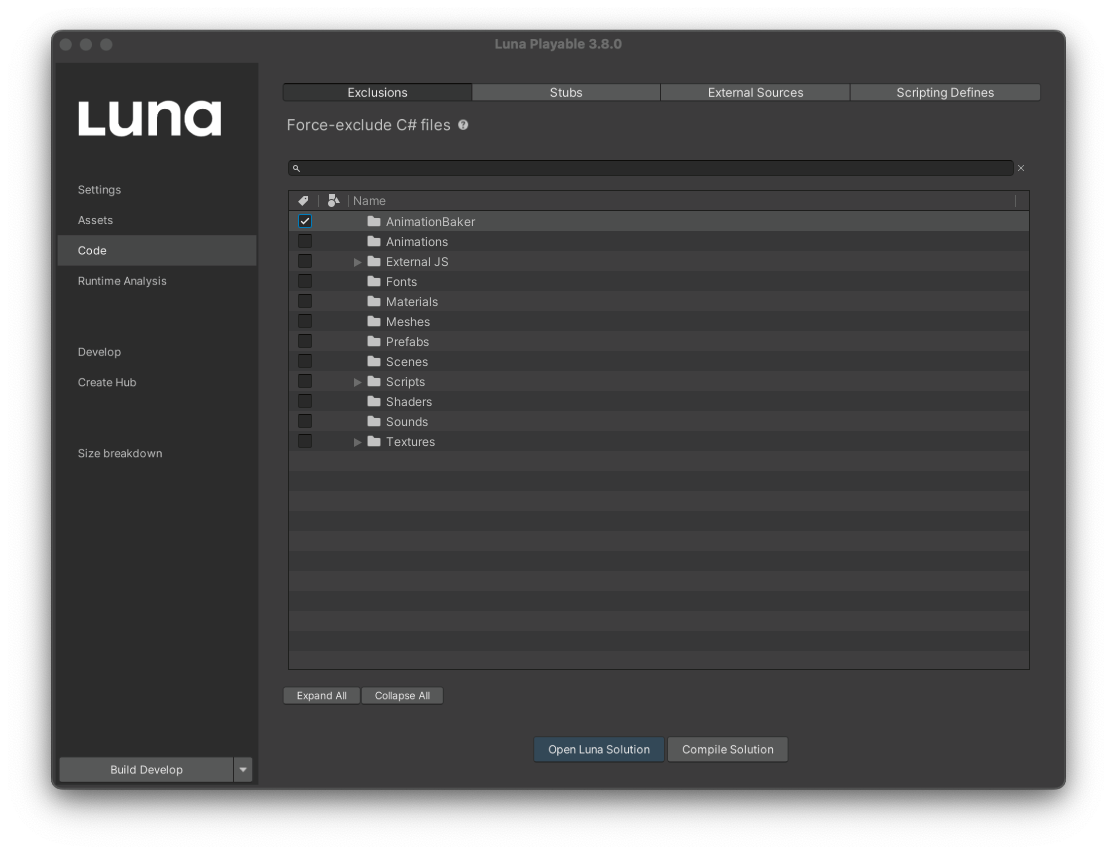 Luna Playable 3.8.0
Luna
Settings
Assets
Code
Runtime Analysis
Develop
Create Hub
Size breakdown
Build Develop
Exclusions
Stubs
External Sources
Scripting Defines
Force-exclude C# files
Name
AnimationBaker
Animations
External JS
Fonts
Materials
Meshes
Prefabs
Scenes
Scripts
Shaders
Sounds
Textures
Expand All
Collapse All
Open Luna Solution
Compile Solution